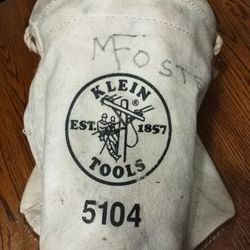 MFOSTE
KLEIN
®
EST. 1857
TOOLS
5104